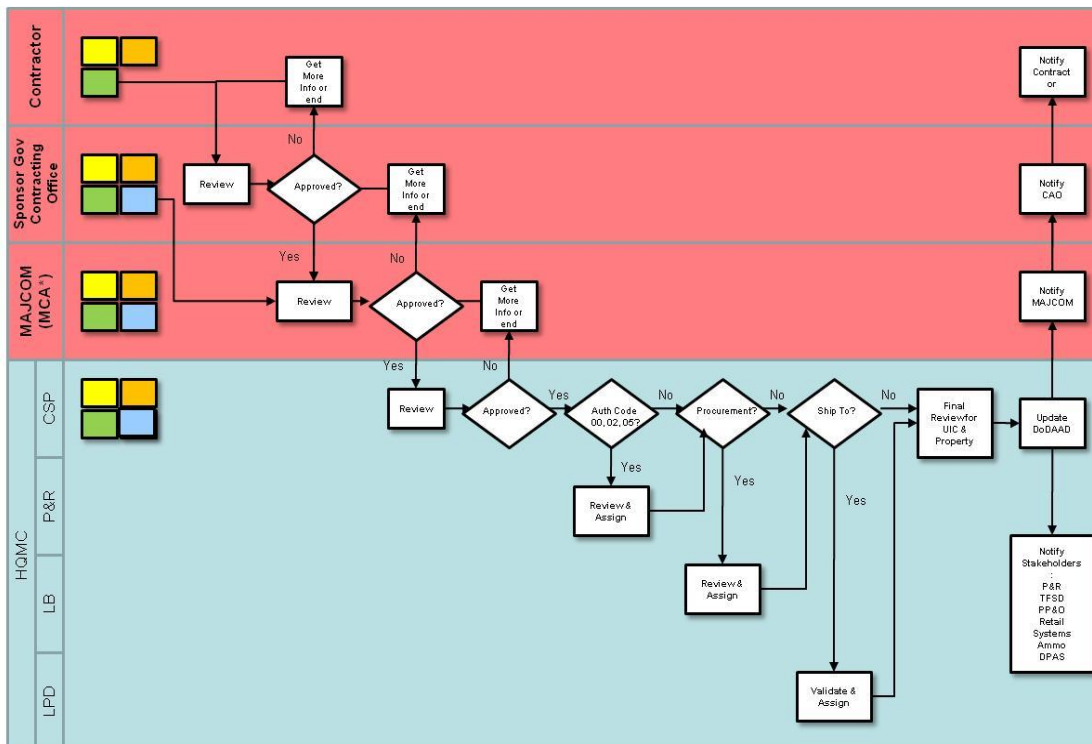 Contractor
Get
More
Info or
end
Notify
Contract
or
No
Sponsor Gov
Contracting
Office
Review
Approved?
Get
More
Info or
end
Notify
CAO
Yes
No
MAJCOM
(MCA*)
Review
Approved?
Get
More
Info or
end
Notify
MAJCOM
Yes
No
HQMC
CSP
Review
Approved?
Yes
Auth Code
00, 02, 05?
No
Procurement?
No
Ship To?
No
Final
Reviewfor
UIC &
Property
Update
DoDAAD
Yes
Yes
Yes
P&R
Review &
Assign
LB
Review &
Assign
Notify
Stakeholders
:
P&R
TFSD
PP&O
Retail
Systems
Ammo
DPAS
LPD
Validate &
Assign